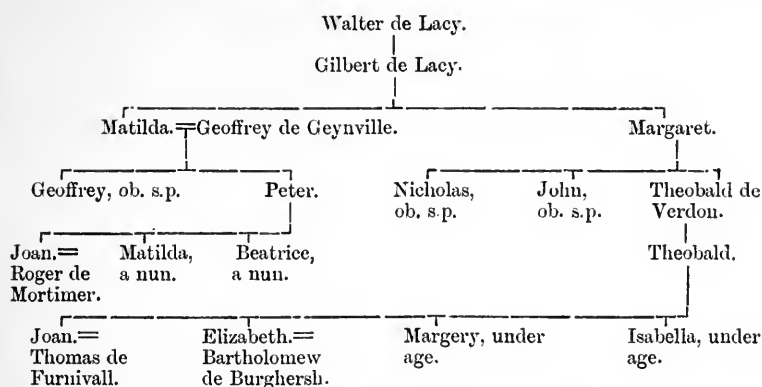 Walter de Lacy.
Gilbert de Lacy.
Matilda.=Geoffrey de Geynville. Margaret.
Geoffrey, ob. s.p. Peter. Nicholas, ob. s.p. John, ob. s.p. Theobald de Verdon.
Joan.= Roger de Mortimer. Matilda, a nun. Beatrice, a nun. Theobald.
Joan.= Thomas de Furnivall. Elizabeth.= Bartholomew de Burghersh. Margery, under age. Isabella, under age.